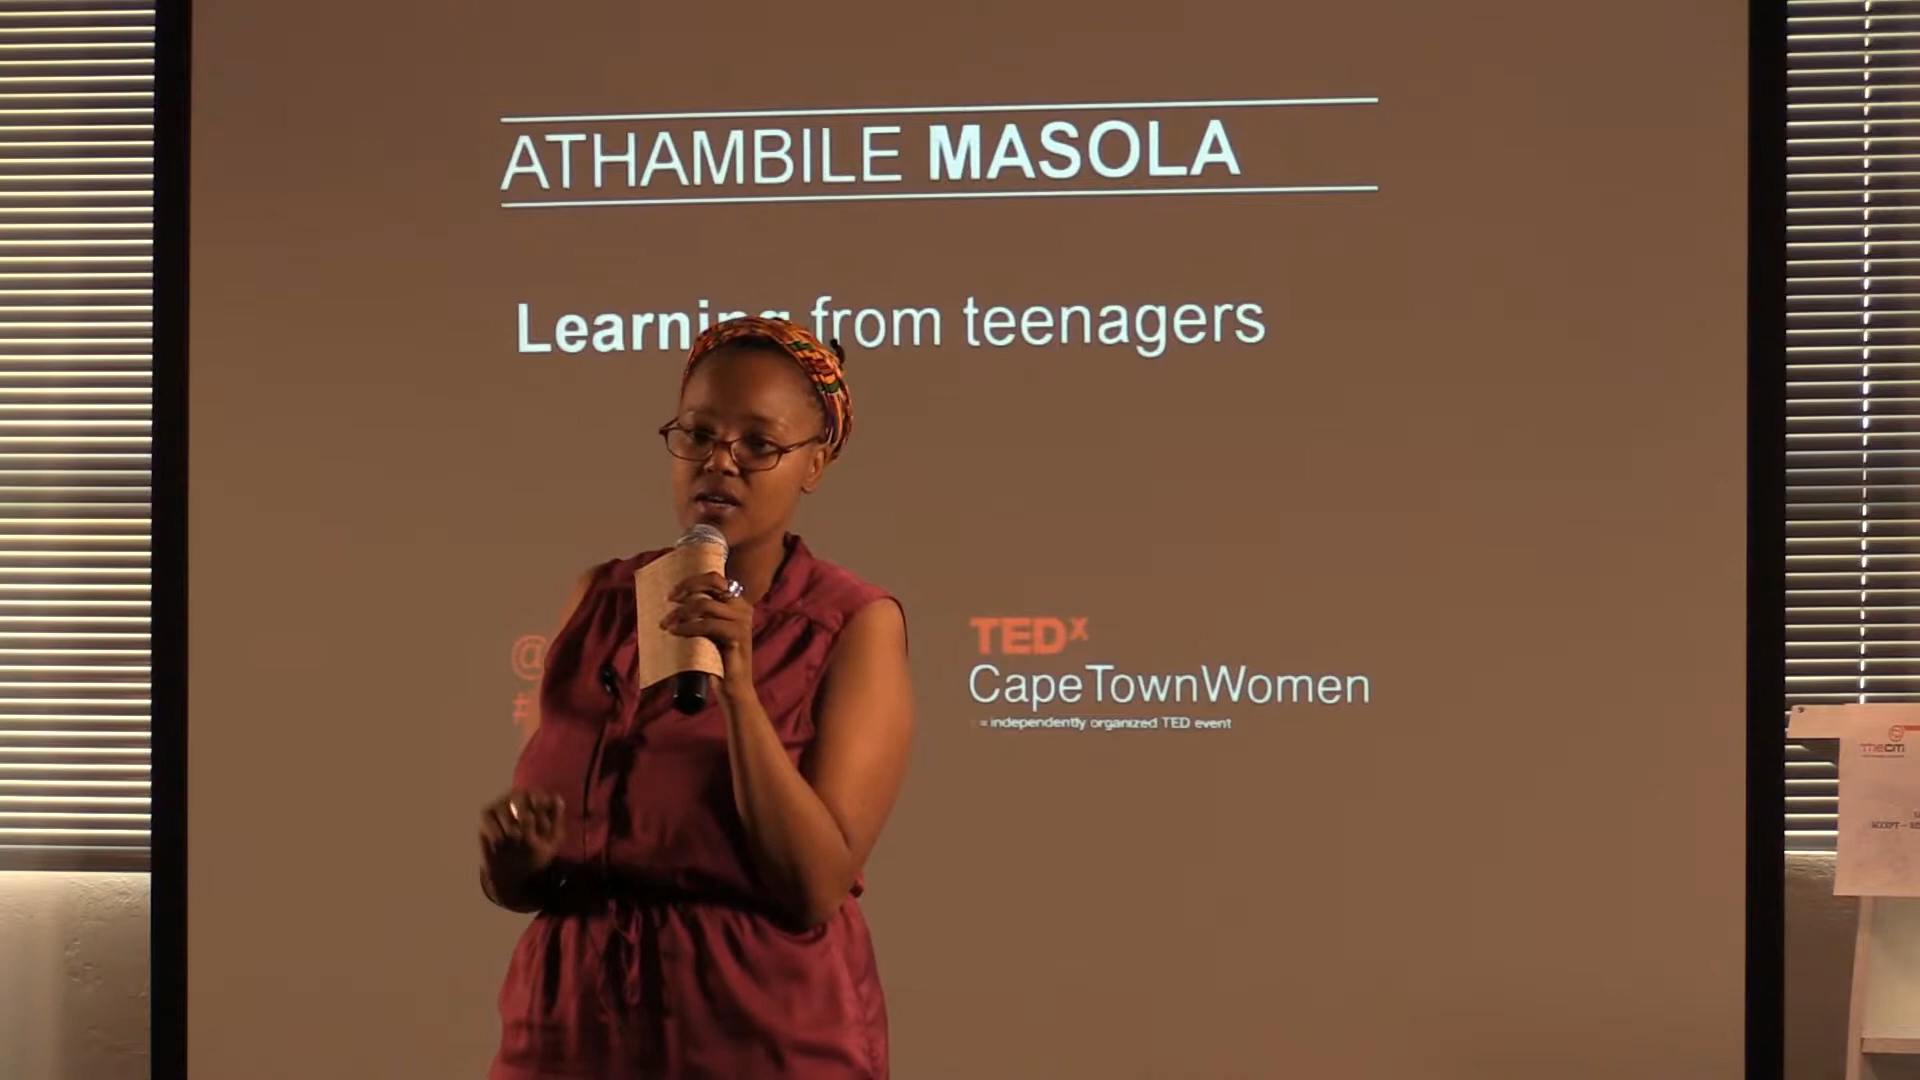 ATHAMBILE MASOLA
Learning from teenagers
@
#
TEDx
CapeTownWomen
= independently organized TED event